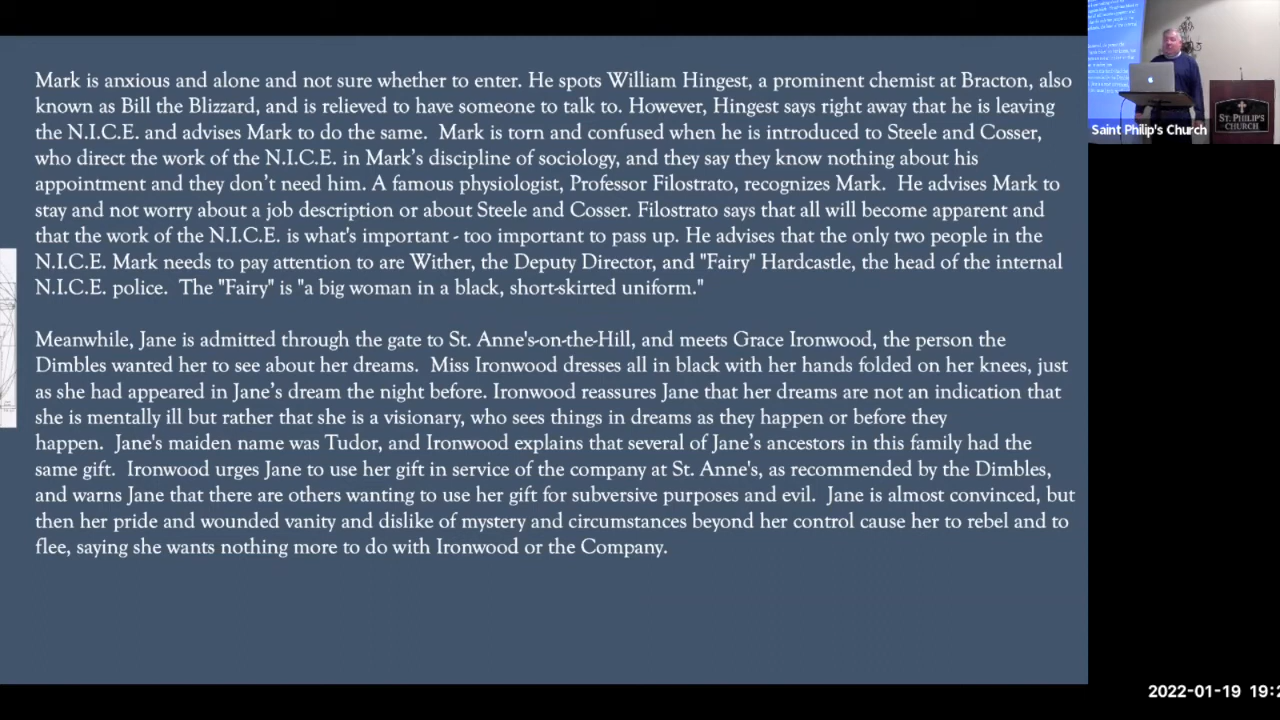 Mark is anxious and alone and not sure whether to enter. He spots William Hingest, a prominent chemist at Bracton, also
known as Bill the Blizzard, and is relieved to have someone to talk to. However, Hingest says right away that he is leaving
the N.I.C.E. and advises Mark to do the same.  Mark is torn and confused when he is introduced to Steele and Cosser,
who direct the work of the N.I.C.E. in Mark's discipline of sociology, and they say they know nothing about his
appointment and they don't need him. A famous physiologist, Professor Filostrato, recognizes Mark.  He advises Mark to
stay and not worry about a job description or about Steele and Cosser. Filostrato says that all will become apparent and
that the work of the N.I.C.E. is what's important - too important to pass up. He advises that the only two people in the
N.I.C.E. Mark needs to pay attention to are Wither, the Deputy Director, and "Fairy" Hardcastle, the head of the internal
N.I.C.E. police.  The "Fairy" is "a big woman in a black, short-skirted uniform."
Meanwhile, Jane is admitted through the gate to St. Anne's-on-the-Hill, and meets Grace Ironwood, the person the
Dimbles wanted her to see about her dreams.  Miss Ironwood dresses all in black with her hands folded on her knees, just
as she had appeared in Jane's dream the night before. Ironwood reassures Jane that her dreams are not an indication that
she is mentally ill but rather that she is a visionary, who sees things in dreams as they happen or before they
happen.  Jane's maiden name was Tudor, and Ironwood explains that several of Jane's ancestors in this family had the
same gift.  Ironwood urges Jane to use her gift in service of the company at St. Anne's, as recommended by the Dimbles,
and warns Jane that there are others wanting to use her gift for subversive purposes and evil.  Jane is almost convinced, but
then her pride and wounded vanity and dislike of mystery and circumstances beyond her control cause her to rebel and to
flee, saying she wants nothing more to do with Ironwood or the Company.
ST. PHILIP'S
CHURCH
Saint Philip's Church
2022-01-19 19:2